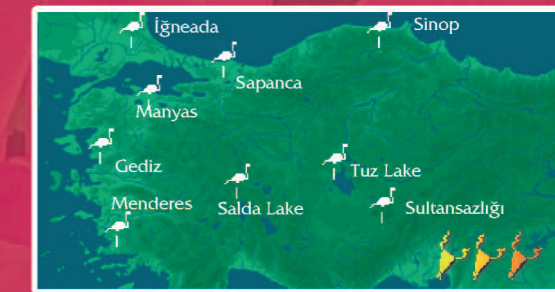 İğneada
Sinop
Sapanca
Manyas
Gediz
Tuz Lake
Menderes
Salda Lake
Sultansazlığı